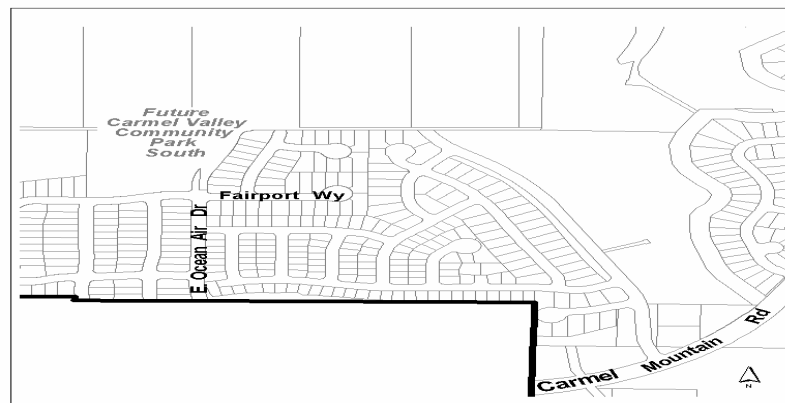 Future
Carmel Valley
Community
Park
South
Fairport Wy
E Ocean Air Dr
Carmel Mountain Rd
N